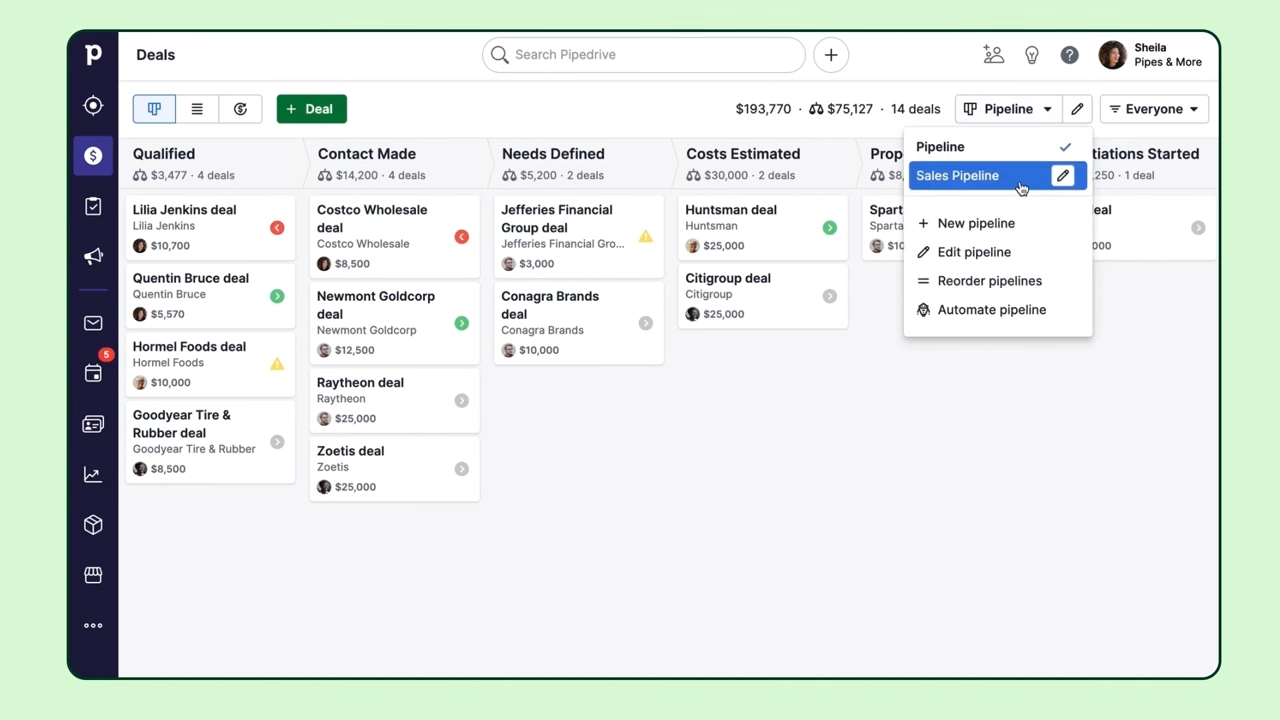 p
Deals
Search Pipedrive
Sheila
Pipes & More
+ Deal
$193,770 · $75,127 · 14 deals
Pipeline
Everyone
Pipeline
Sales Pipeline
+ New pipeline
Edit pipeline
Reorder pipelines
Automate pipeline
5
Qualified
$3,477 · 4 deals
Lilia Jenkins deal
Lilia Jenkins
$10,700
Quentin Bruce deal
Quentin Bruce
$5,570
Hormel Foods deal
Hormel Foods
$10,000
Goodyear Tire &
Rubber deal
Goodyear Tire & Rubber
$8,500
Contact Made
$14,200 · 4 deals
Costco Wholesale
deal
Costco Wholesale
$8,500
Newmont Goldcorp
deal
Newmont Goldcorp
$12,500
Raytheon deal
Raytheon
$25,000
Zoetis deal
Zoetis
$25,000
Needs Defined
$5,200 · 2 deals
Jefferies Financial
Group deal
Jefferies Financial Gro...
$3,000
Conagra Brands
deal
Conagra Brands
$10,000
Costs Estimated
$30,000 · 2 deals
Huntsman deal
Huntsman
$25,000
Citigroup deal
Citigroup
$25,000
Prop
$8,
Spart
Sparta
$10
tiations Started
,250 · 1 deal
eal
000